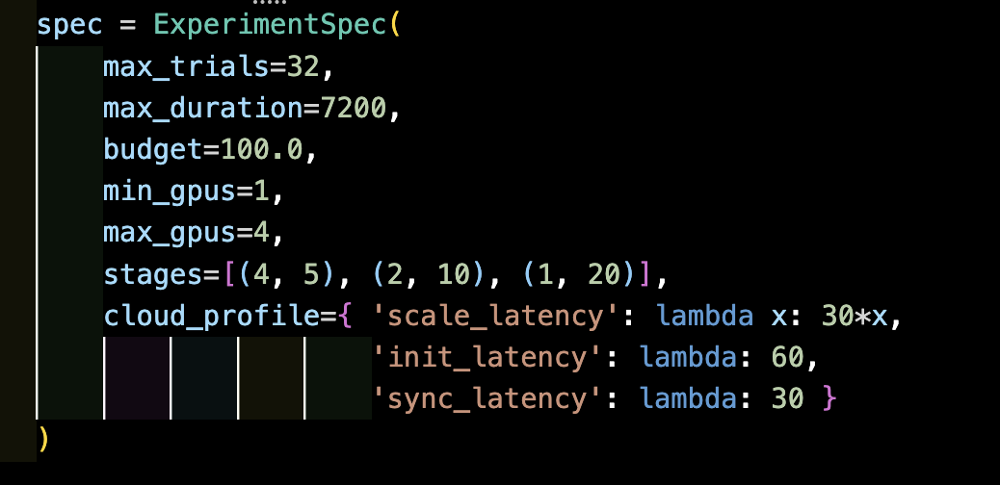 spec = ExperimentSpec(
    max_trials=32,
    max_duration=7200,
    budget=100.0,
    min_gpus=1,
    max_gpus=4,
    stages=[(4, 5), (2, 10), (1, 20)],
    cloud_profile={ 'scale_latency': lambda x: 30*x,
                    'init_latency': lambda: 60,
                    'sync_latency': lambda: 30 }
)